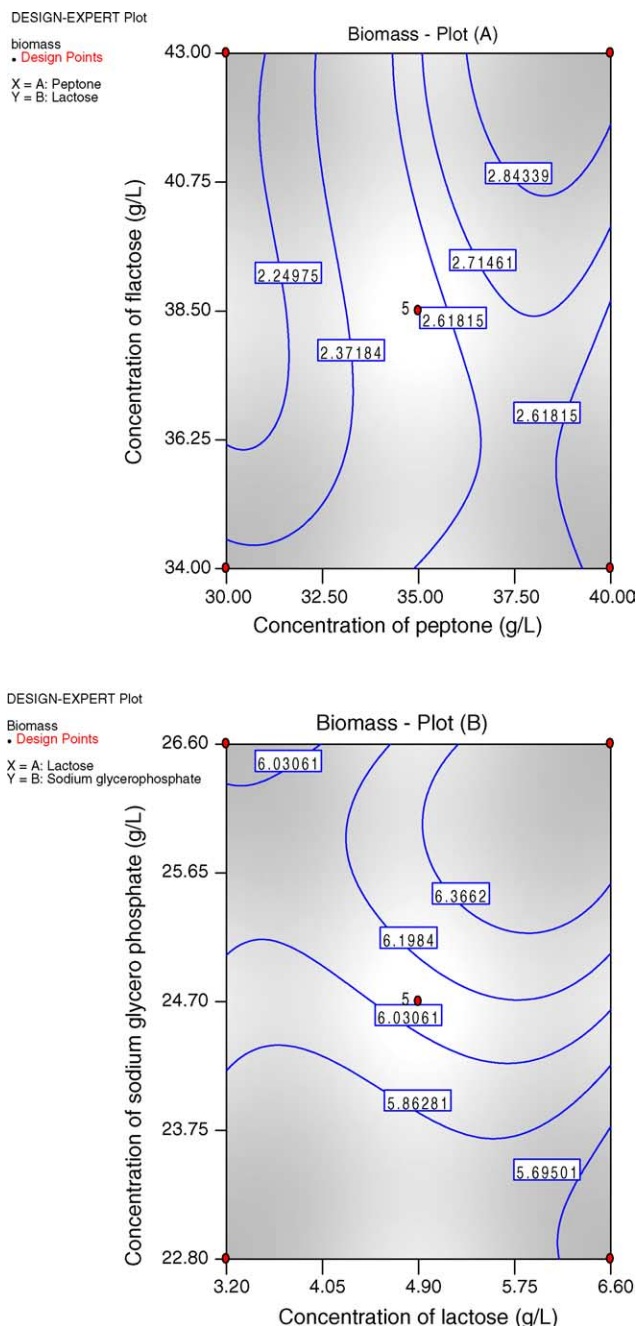 DESIGN-EXPERT Plot
biomass
• Design Points
X = A: Peptone
Y = B: Lactose
Biomass - Plot (A)
43.00
40.75
38.50
36.25
34.00
Concentration of flactose (g/L)
2.84339
2.71461
2.24975
5
2.61815
2.37184
2.61815
30.00 32.50 35.00 37.50 40.00
Concentration of peptone (g/L)
DESIGN-EXPERT Plot
Biomass
• Design Points
X = A: Lactose
Y = B: Sodium glycerophosphate
Biomass - Plot (B)
26.60
25.65
24.70
23.75
22.80
Concentration of sodium glycero phosphate (g/L)
6.03061
6.3662
6.1984
5
6.03061
5.86281
5.69501
3.20 4.05 4.90 5.75 6.60
Concentration of lactose (g/L)